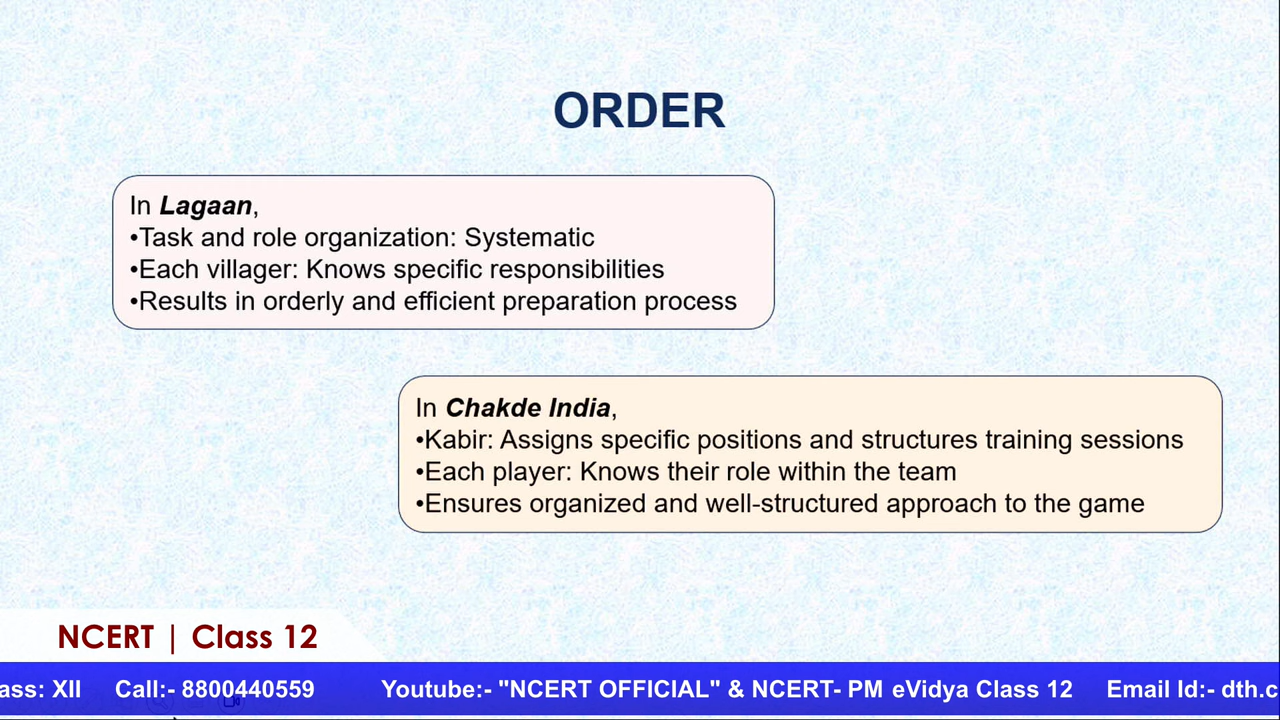 ORDER
In Lagaan,
•Task and role organization: Systematic
•Each villager: Knows specific responsibilities
•Results in orderly and efficient preparation process
In Chakde India,
•Kabir: Assigns specific positions and structures training sessions
•Each player: Knows their role within the team
•Ensures organized and well-structured approach to the game
NCERT | Class 12
ass: XII Call:- 8800440559 Youtube:- "NCERT OFFICIAL" & NCERT- PM eVidya Class 12 Email Id:- dth.c